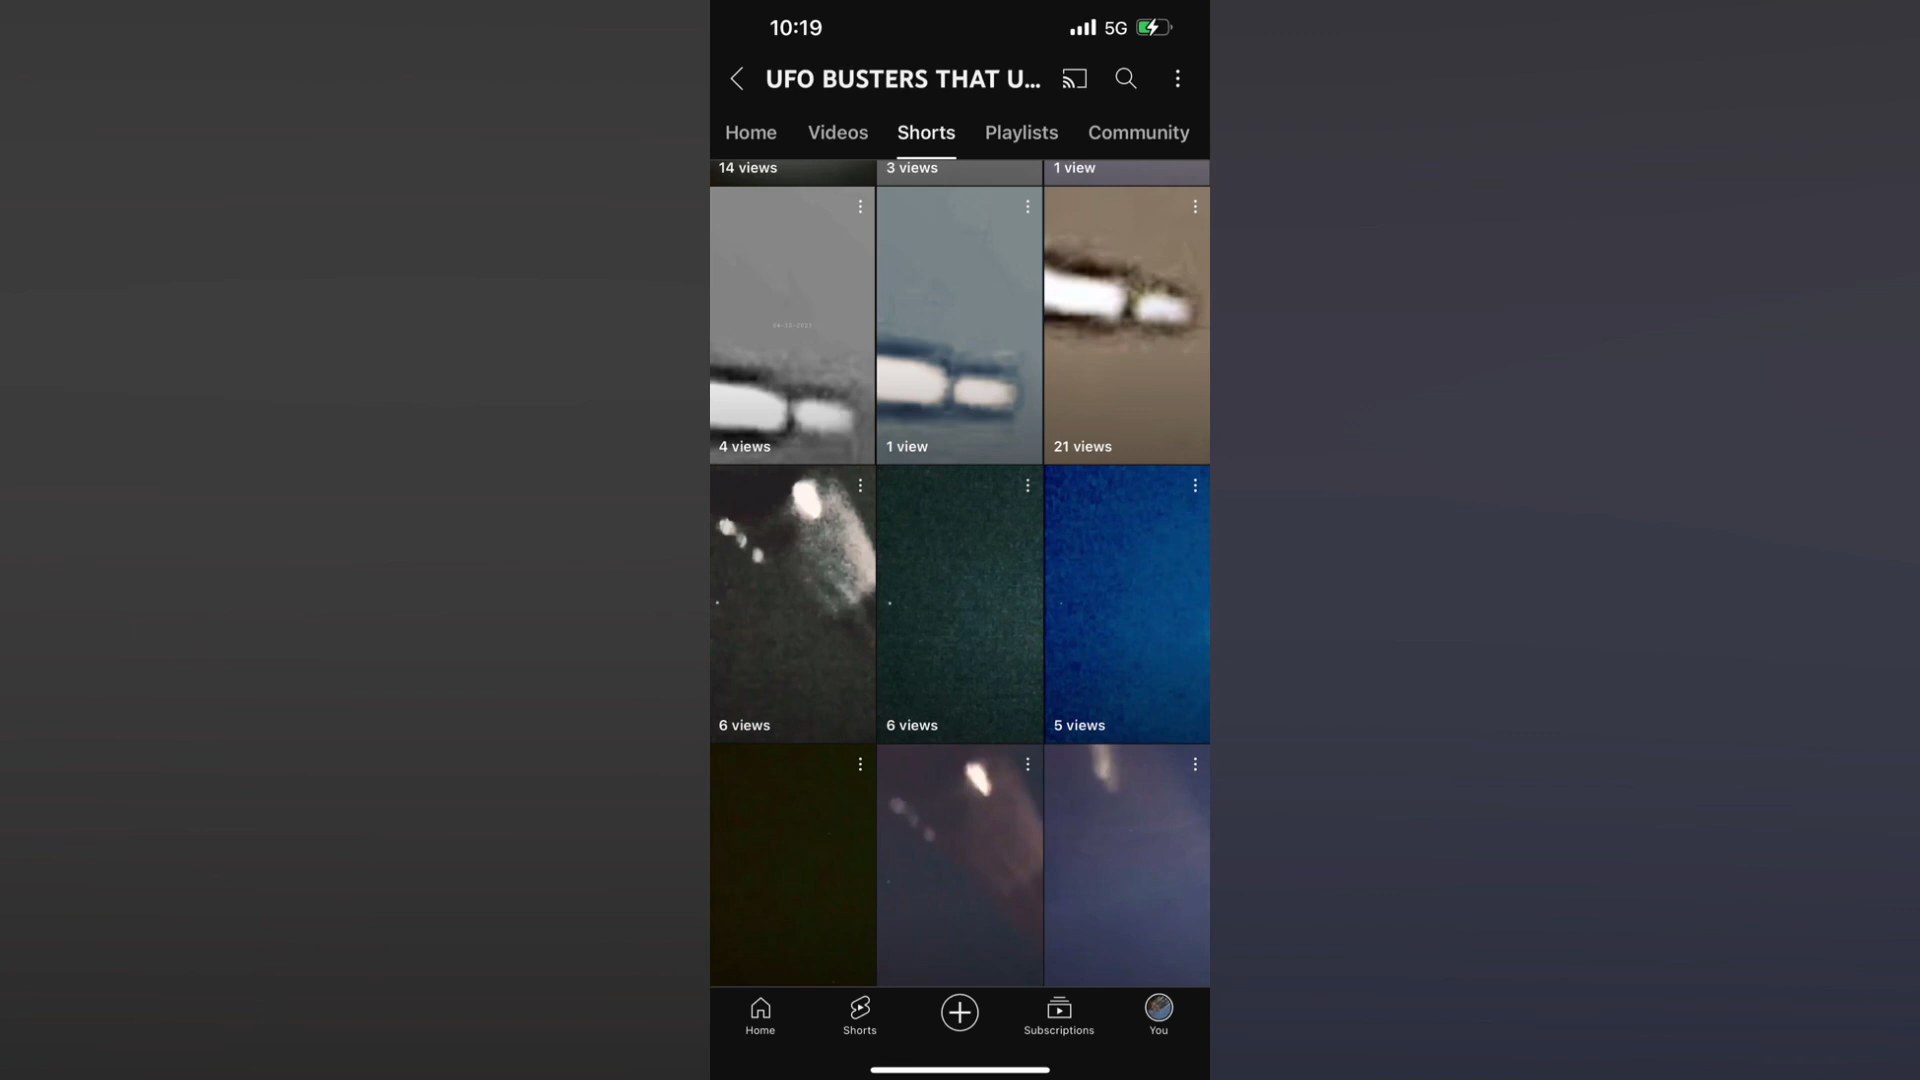 10:19
5G
UFO BUSTERS THAT U...
Home
Videos
Shorts
Playlists
Community
14 views
3 views
1 view
4 views
1 view
21 views
6 views
6 views
5 views
Home
Shorts
Subscriptions
You